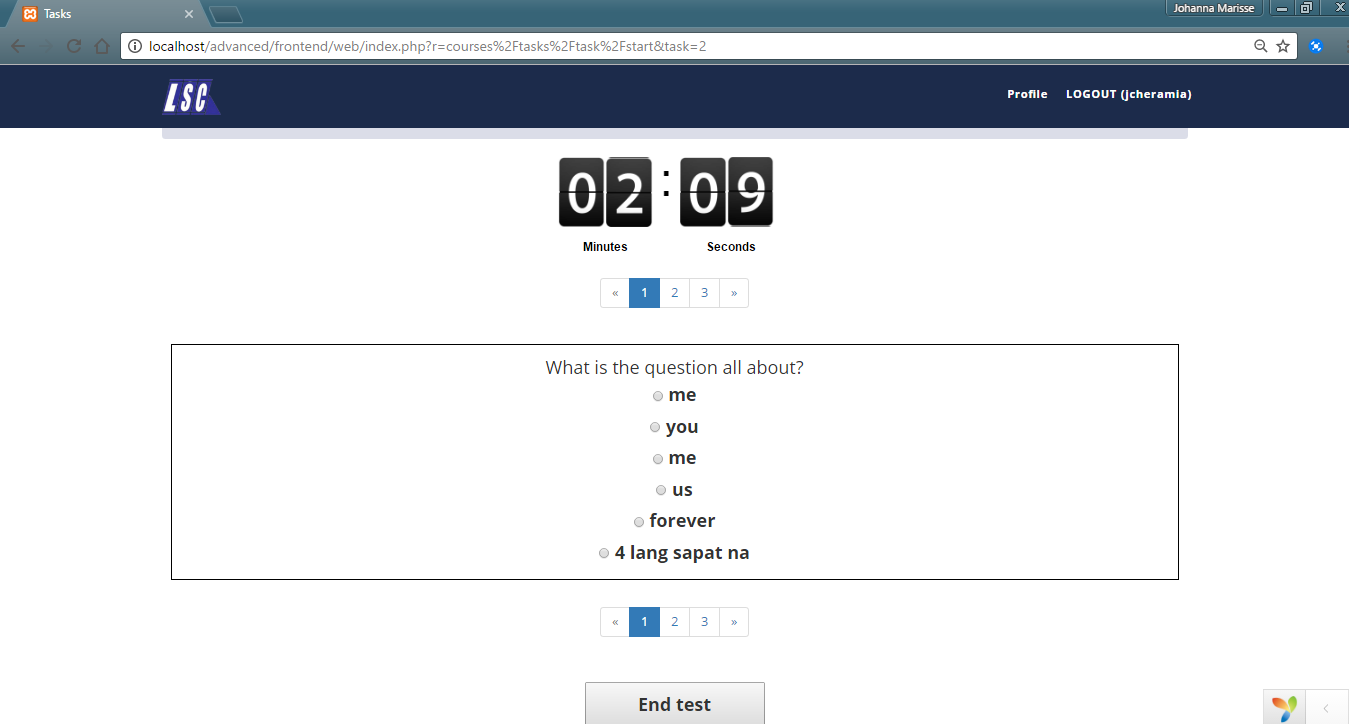 Tasks
Johanna Marisse
localhost/advanced/frontend/web/index.php?r=courses%2Ftasks%2Ftask%2Fstart&task=2
LSC
Profile LOGOUT (jcheramia)
02 : 09
Minutes Seconds
« 1 2 3 »
What is the question all about?
me
you
me
us
forever
4 lang sapat na
« 1 2 3 »
End test